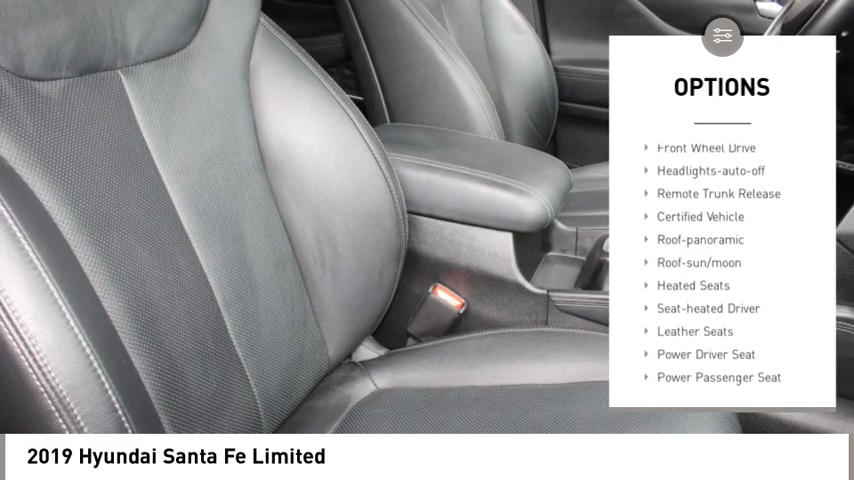 OPTIONS
Front Wheel Drive
Headlights-auto-off
Remote Trunk Release
Certified Vehicle
Roof-panoramic
Roof-sun/moon
Heated Seats
Seat-heated Driver
Leather Seats
Power Driver Seat
Power Passenger Seat
2019 Hyundai Santa Fe Limited